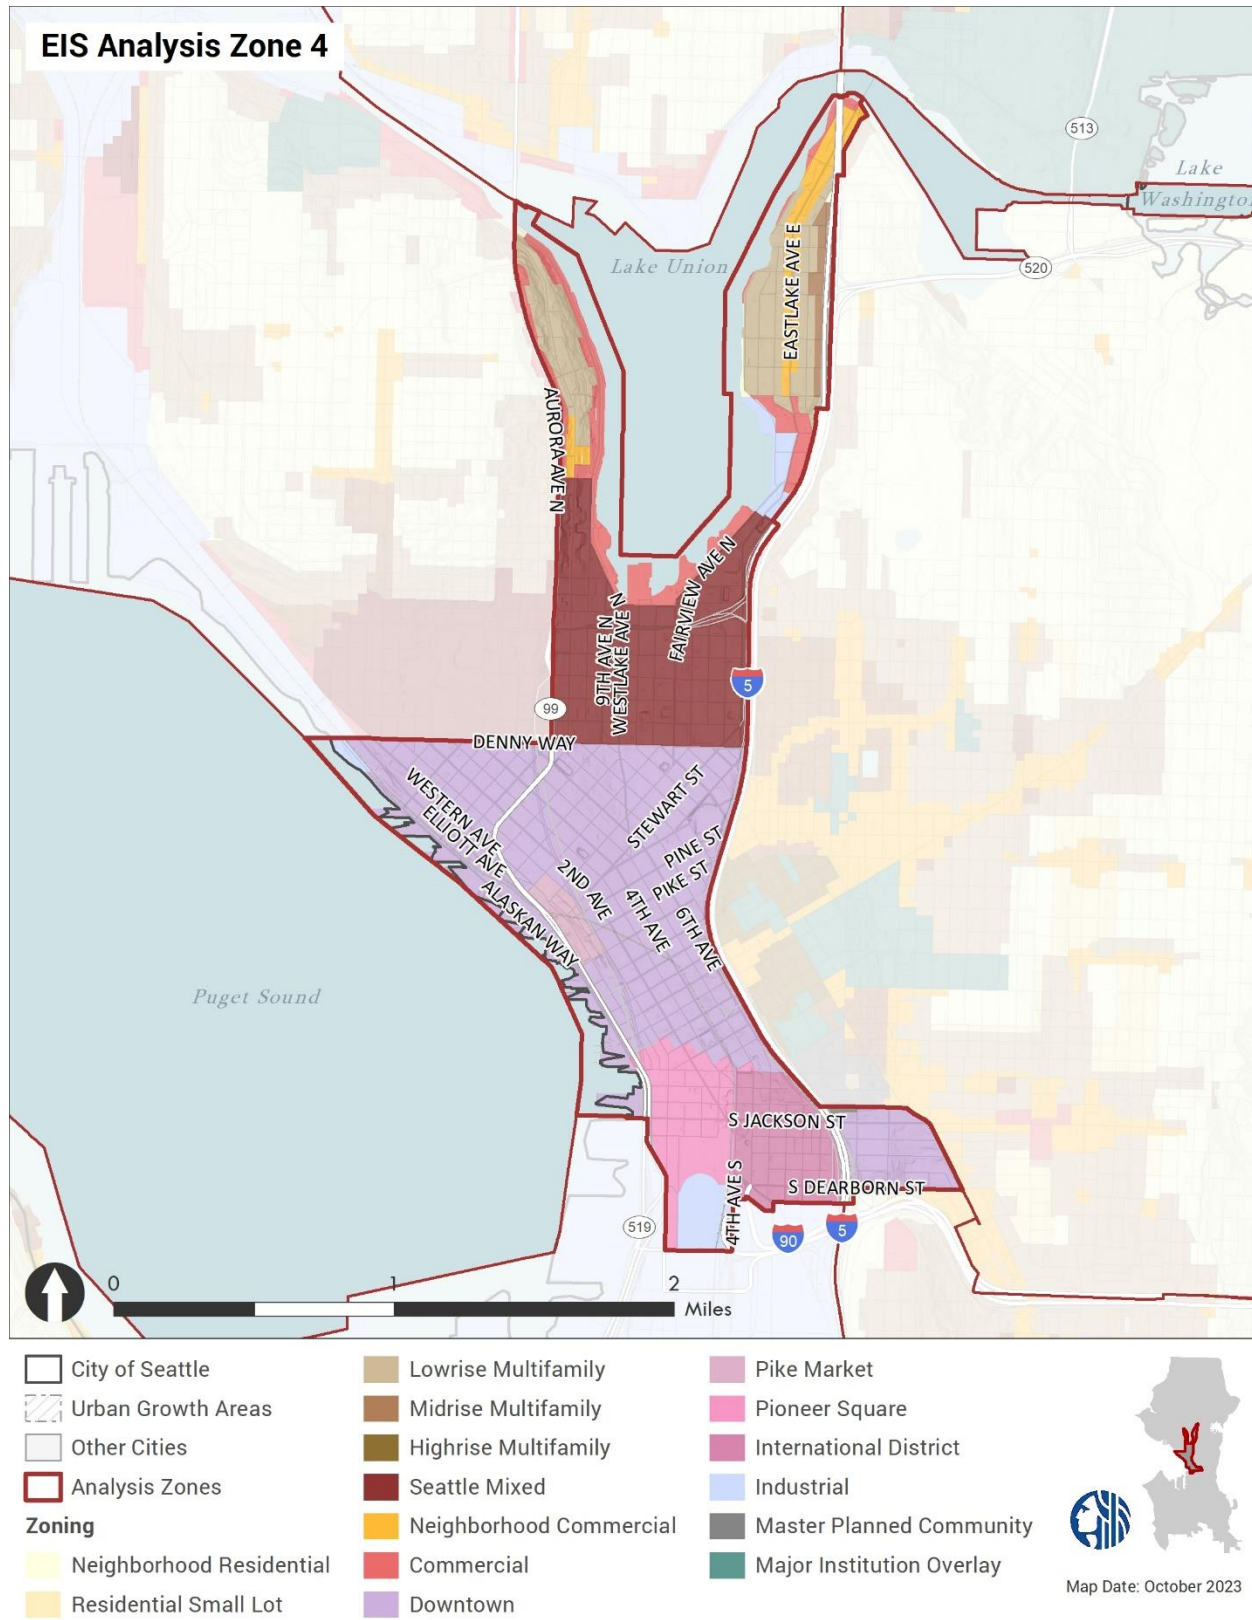 EIS Analysis Zone 4
513
Lake
Washington
Lake Union
520
EASTLAKE AVE E
AURORA AVE N
FAIRVIEW AVE N
9TH AVE N
WESTLAKE AVE N
5
99
DENNY WAY
WESTERN AVE
ELLIOTT AVE
STEWART ST
PINE ST
PIKE ST
2ND AVE
4TH AVE
6TH AVE
ALASKAN WAY
Puget Sound
S JACKSON ST
S DEARBORN ST
4TH AVE S
519
90
5
0 1 2
Miles
City of Seattle
Urban Growth Areas
Other Cities
Analysis Zones
Zoning
Neighborhood Residential
Residential Small Lot
Lowrise Multifamily
Midrise Multifamily
Highrise Multifamily
Seattle Mixed
Neighborhood Commercial
Commercial
Downtown
Pike Market
Pioneer Square
International District
Industrial
Master Planned Community
Major Institution Overlay
Map Date: October 2023